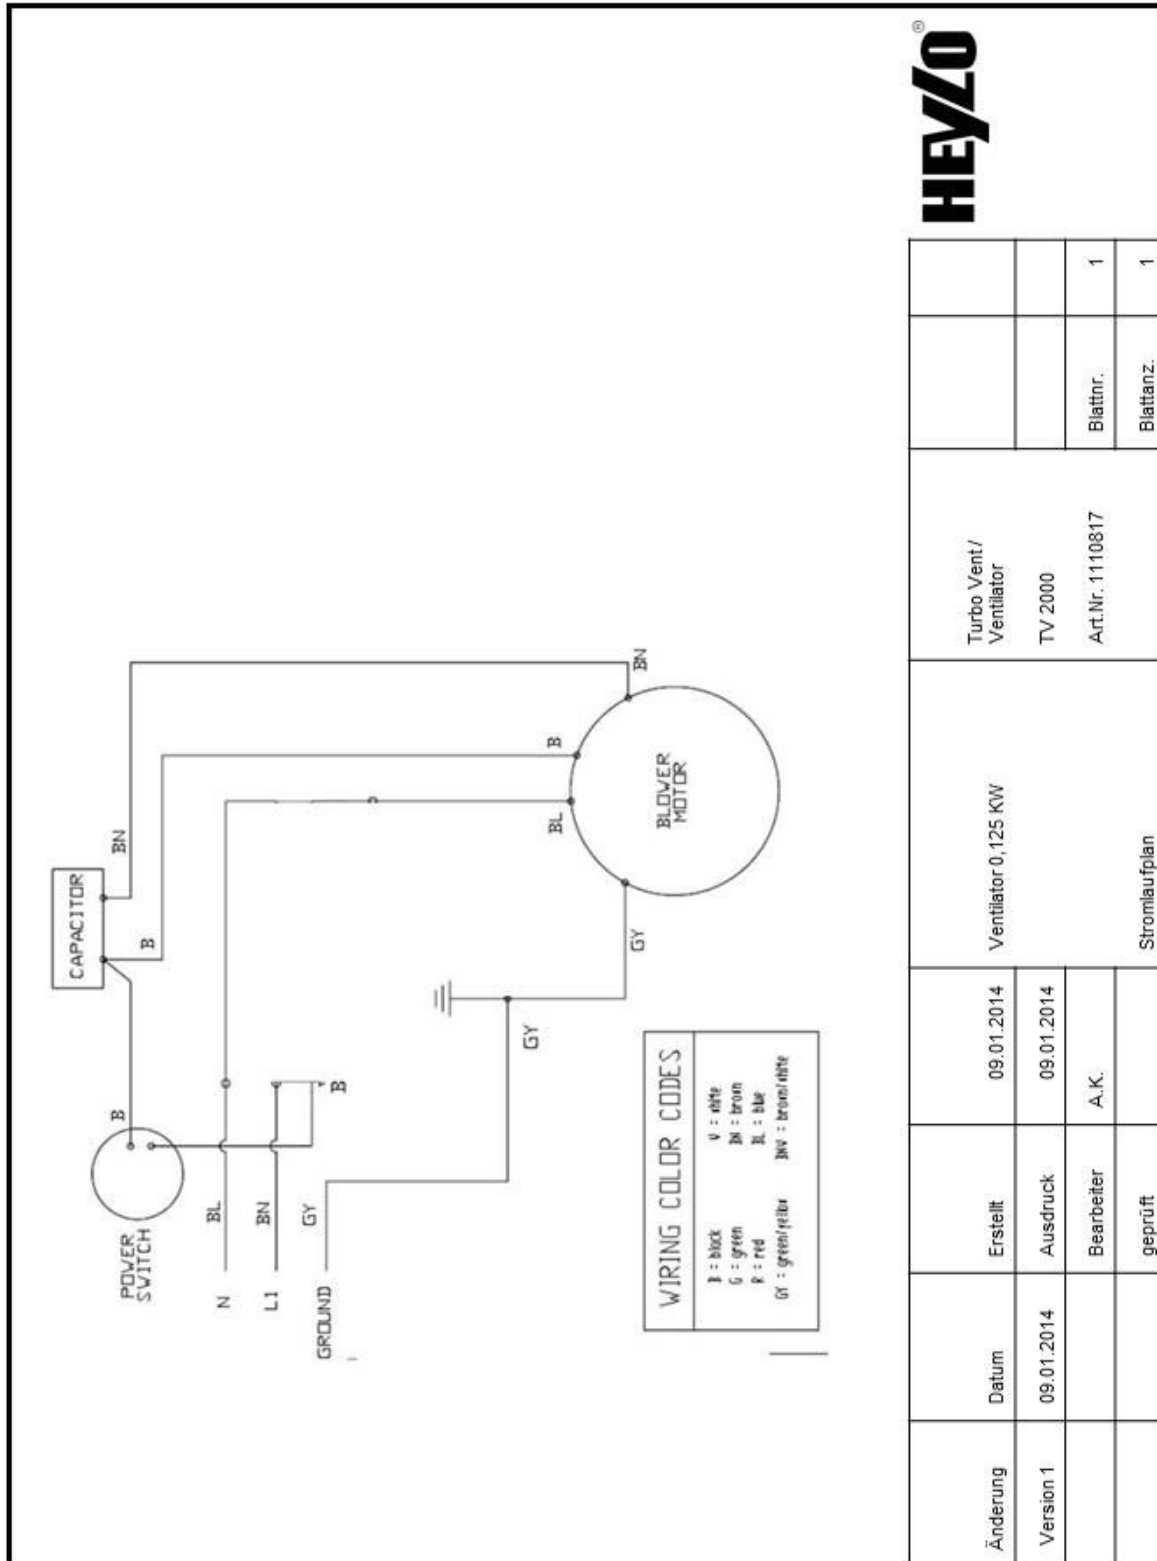 CAPACITOR
BN
B
B
POWER
SWITCH
BL
N
BN
L1
GY
GROUND
B
GY
GY
BL
B
BN
BLOWER
MOTOR
WIRING COLOR CODES
B = black
W = white
G = green
BN = brown
R = red
BL = blue
GY = green/yellow
BNW = brown/white
HEYLO®
Änderung Datum Erstellt 09.01.2014 Ventilator 0,125 KW Turbo Vent /
Ventilator
Version 1 09.01.2014 Ausdruck 09.01.2014 TV 2000
Bearbeiter A.K. Art.Nr. 1110817 Blattnr. 1
geprüft Stromlaufplan Blattanz. 1